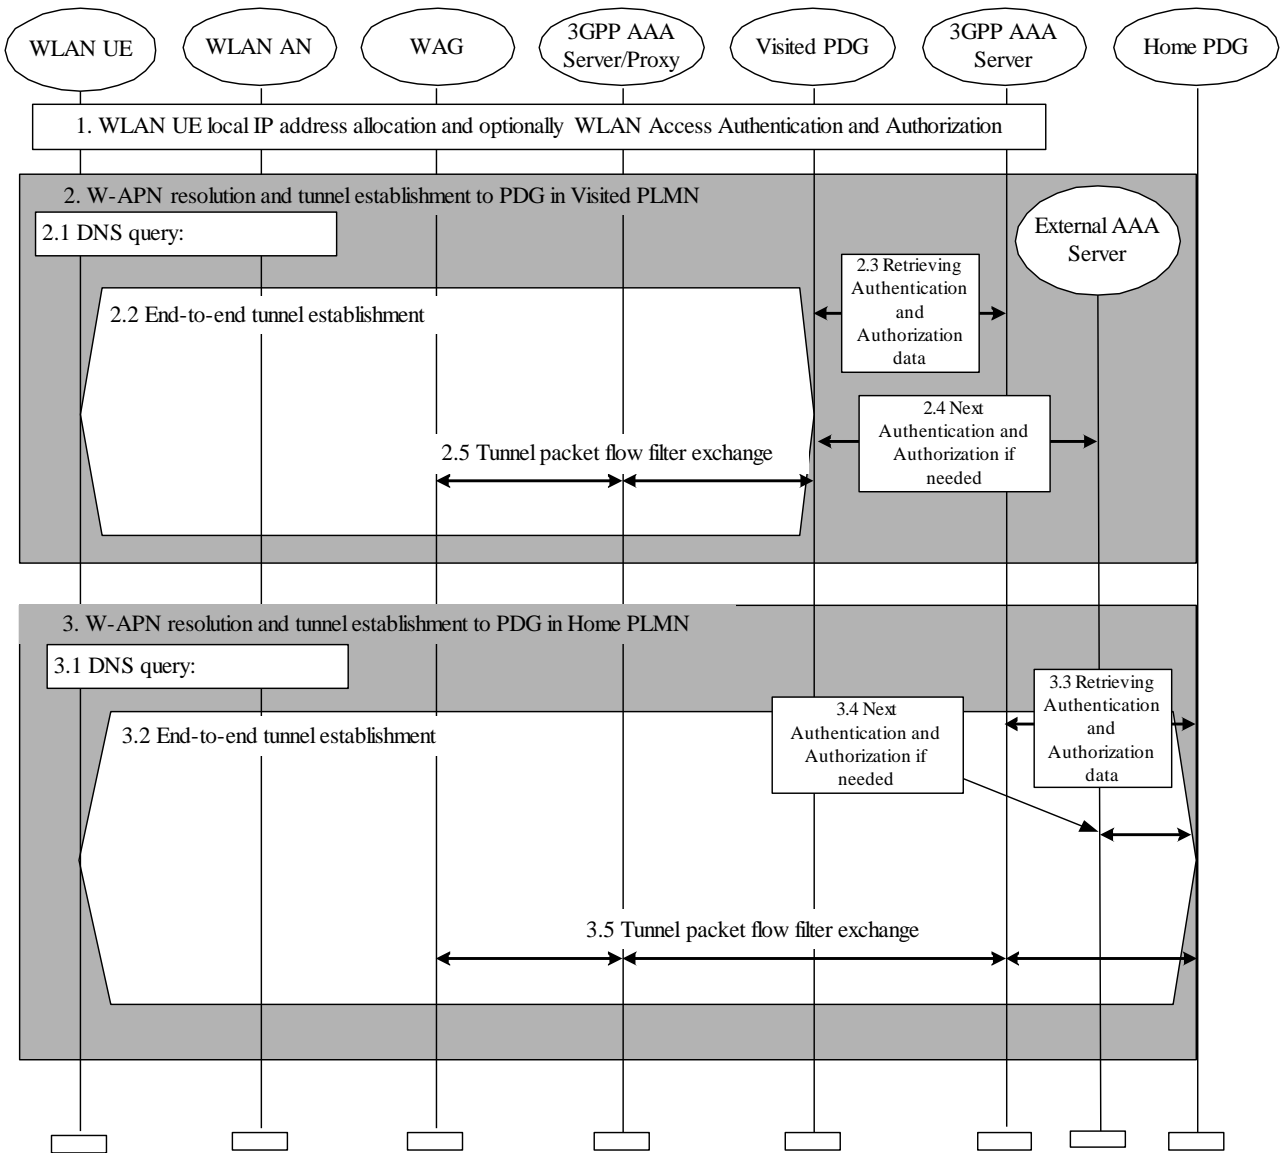 WLAN UE
WLAN AN
WAG
3GPP AAA
Server/Proxy
Visited PDG
3GPP AAA
Server
Home PDG
1. WLAN UE local IP address allocation and optionally WLAN Access Authentication and Authorization
2. W-APN resolution and tunnel establishment to PDG in Visited PLMN
2.1 DNS query:
External AAA
Server
2.2 End-to-end tunnel establishment
2.3 Retrieving
Authentication
and
Authorization
data
2.4 Next
Authentication and
Authorization if
needed
2.5 Tunnel packet flow filter exchange
3. W-APN resolution and tunnel establishment to PDG in Home PLMN
3.1 DNS query:
3.2 End-to-end tunnel establishment
3.3 Retrieving
Authentication
and
Authorization
data
3.4 Next
Authentication and
Authorization if
needed
3.5 Tunnel packet flow filter exchange